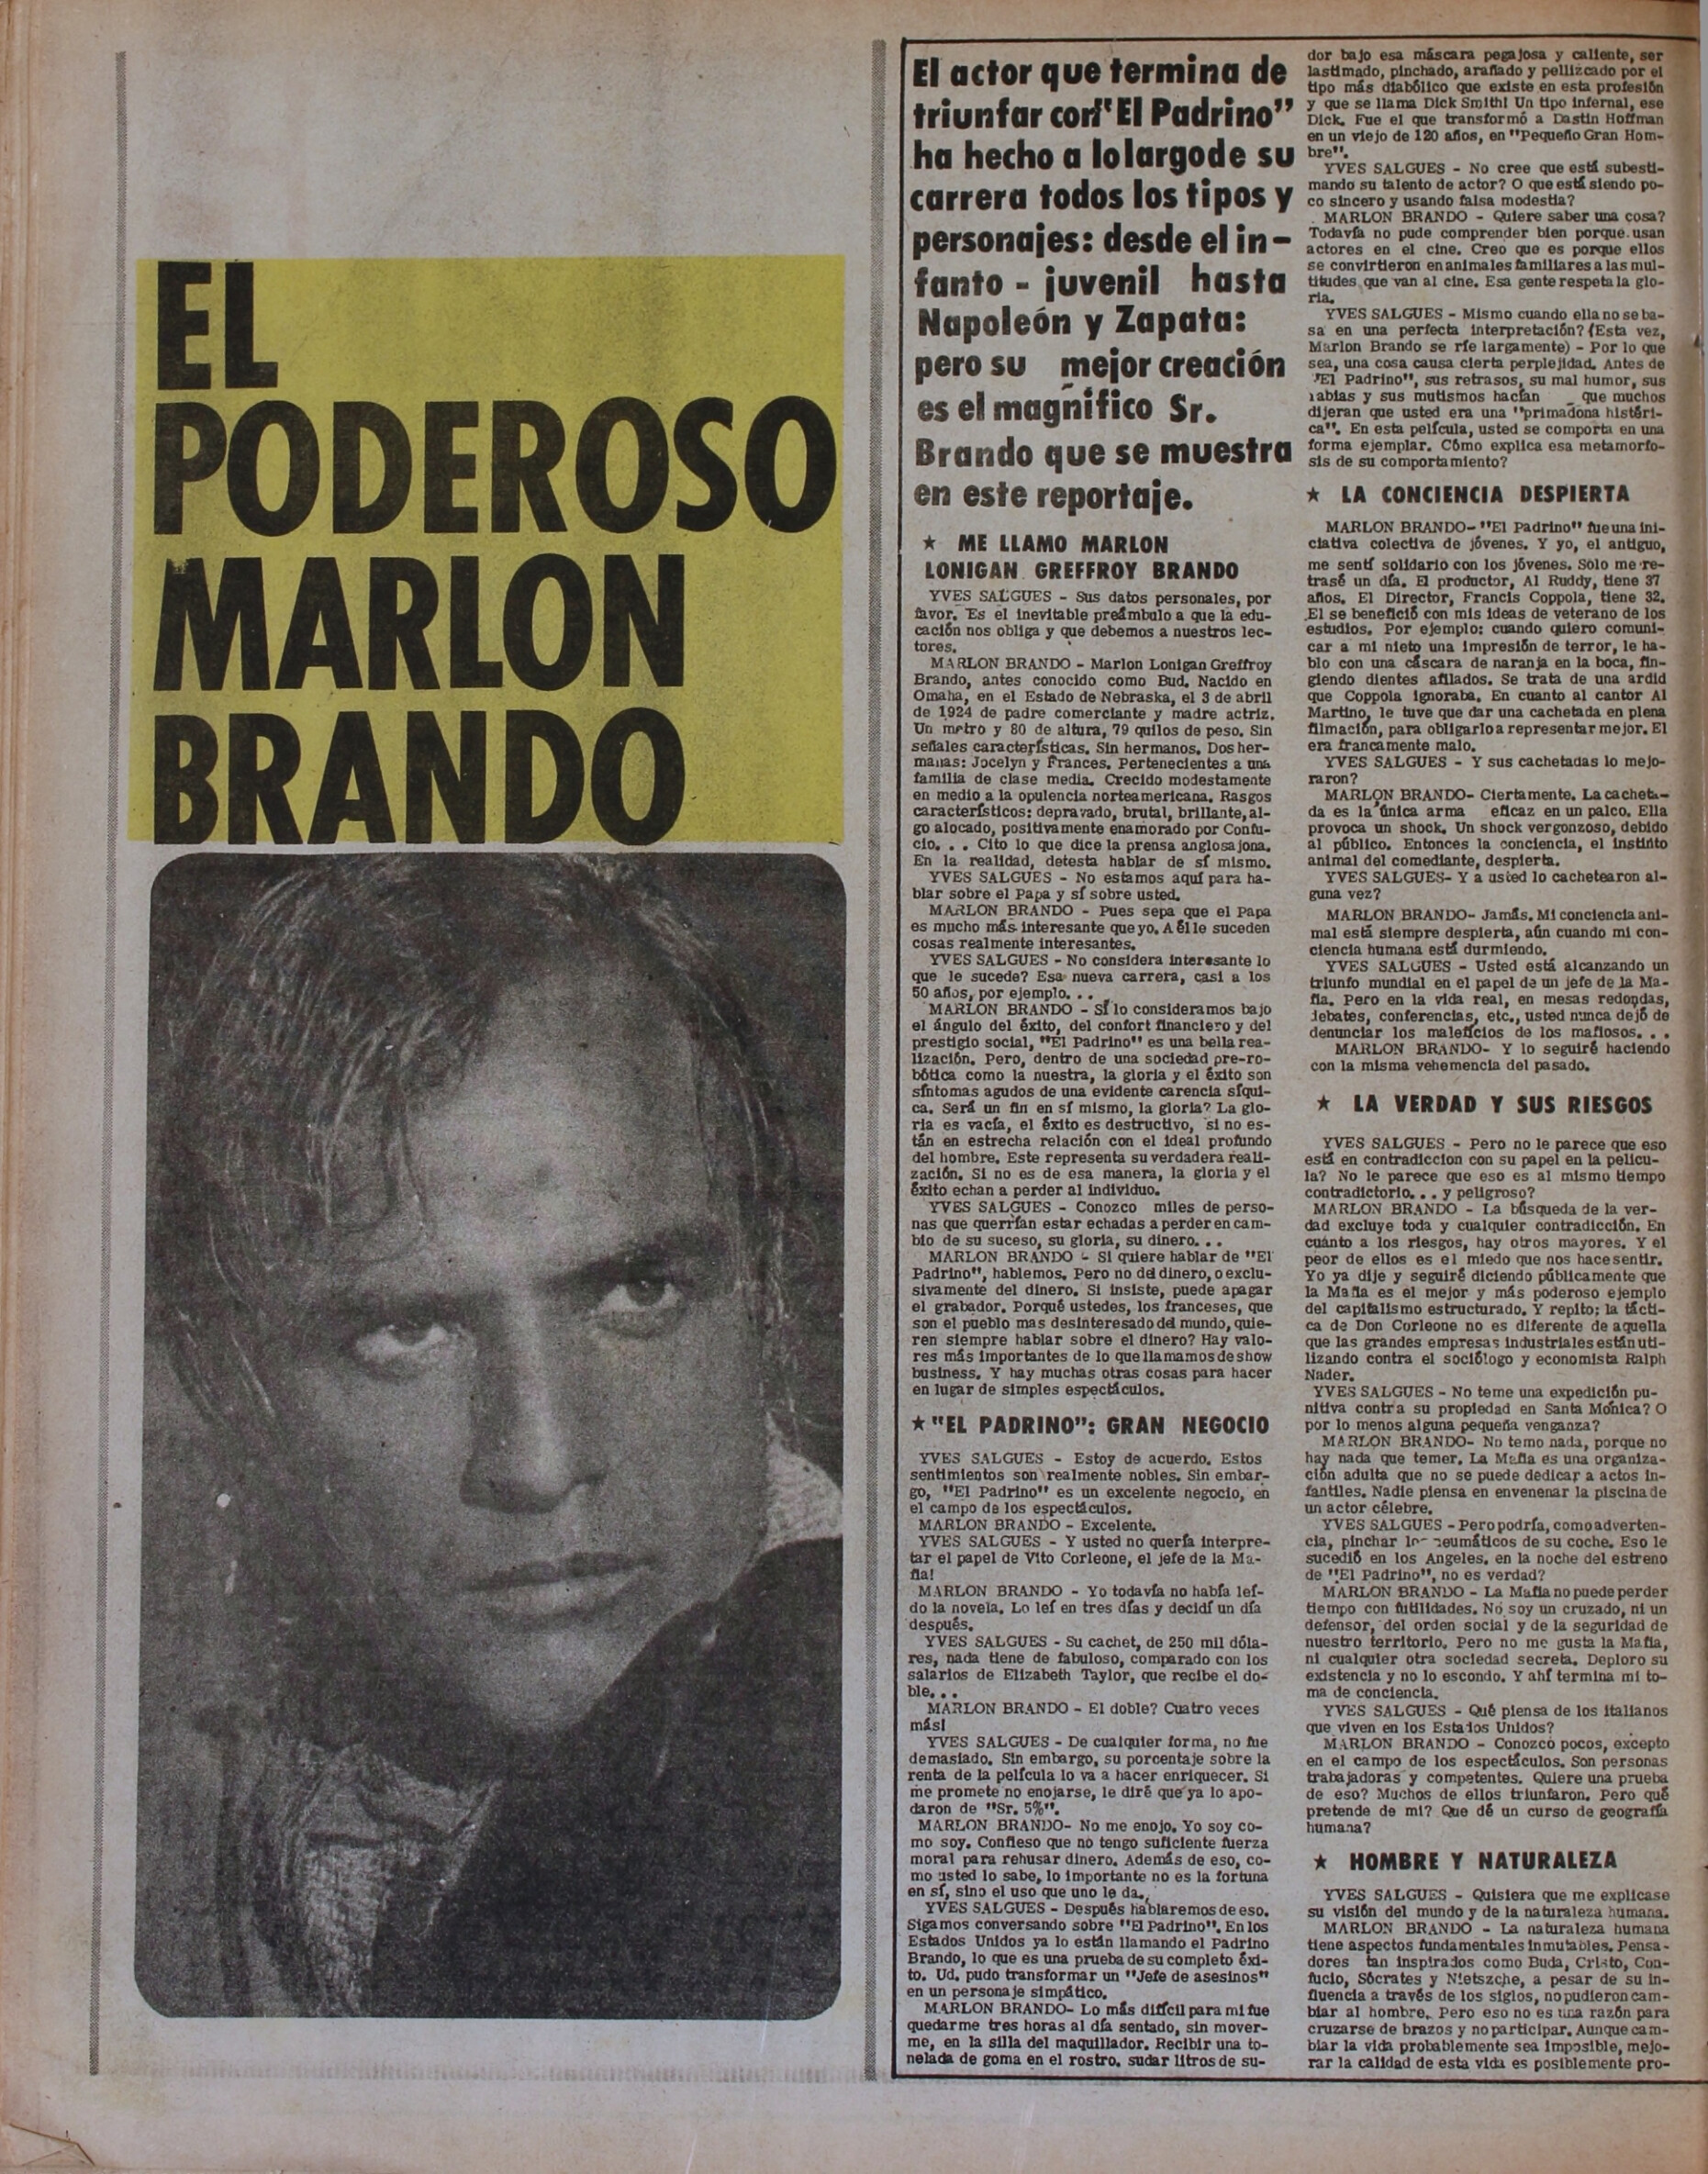 EL
PODEROSO
MARLON
BRANDO
El actor que termina de
triunfar con "El Padrino"
ha hecho a lolargode su
carrera todos los tipos y
personajes: desde el in-
fanto - juvenil hasta
Napoleón y Zapata:
pero su mejor creación
es el magnífico Sr.
Brando que se muestra
en este reportaje.
★ ME LLAMO MARLON
LONIGAN GREFFROY BRANDO
YVES SALGUES - Sus datos personales, por
favor. Es el inevitable preámbulo a que la edu-
cación nos obliga y que debemos a nuestros lec-
tores.
MARLON BRANDO - Marlon Lonigan Greffroy
Brando, antes conocido como Bud. Nacido en
Omaha, en el Estado de Nebraska, el 3 de abril
de 1924 de padre comerciante y madre actriz.
Un metro y 80 de altura, 79 quilos de peso. Sin
señales características. Sin hermanos. Dos her-
manas: Jocelyn y Frances. Pertenecientes a una
familia de clase media. Crecido modestamente
en medio a la opulencia norteamericana. Rasgos
característicos: depravado, brutal, brillante, al-
go alocado, positivamente enamorado por Confu-
cio. . . Cito lo que dice la prensa anglosajona.
En la realidad, detesta hablar de sí mismo.
YVES SALGUES - No estamos aquí para ha-
blar sobre el Papa y sí sobre usted.
MARLON BRANDO - Pues sepa que el Papa
es mucho más interesante que yo. A él le suceden
cosas realmente interesantes.
YVES SALGUES - No considera interesante lo
que le sucede? Esa nueva carrera, casi a los
50 años, por ejemplo. . .
MARLON BRANDO - Sí lo consideramos bajo
el ángulo del éxito, del confort financiero y del
prestigio social, "El Padrino" es una bella rea-
lización. Pero, dentro de una sociedad pre-ro-
bótica como la nuestra, la gloria y el éxito son
síntomas agudos de una evidente carencia síqui-
ca. Será un fin en sí mismo, la gloria? La glo-
ria es vacía, el éxito es destructivo, si no es-
tán en estrecha relación con el ideal profundo
del hombre. Este representa su verdadera reali-
zación. Si no es de esa manera, la gloria y el
éxito echan a perder al individuo.
YVES SALGUES - Conozco miles de perso-
nas que querrían estar echadas a perder en cam-
bio de su suceso, su gloria, su dinero. . .
MARLON BRANDO - Si quiere hablar de "El
Padrino", hablemos. Pero no del dinero, o exclu-
sivamente del dinero. Si insiste, puede apagar
el grabador. Porqué ustedes, los franceses, que
son el pueblo mas desinteresado del mundo, quie-
ren siempre hablar sobre el dinero? Hay valo-
res más importantes de lo que llamamos de show
business. Y hay muchas otras cosas para hacer
en lugar de simples espectáculos.
★ "EL PADRINO": GRAN NEGOCIO
YVES SALGUES - Estoy de acuerdo. Estos
sentimientos son realmente nobles. Sin embar-
go, "El Padrino" es un excelente negocio, en
el campo de los espectáculos.
MARLON BRANDO - Excelente.
YVES SALGUES - Y usted no quería interpre-
tar el papel de Vito Corleone, el jefe de la Ma-
fia!
MARLON BRANDO - Yo todavía no había leí-
do la novela. Lo leí en tres días y decidí un día
después.
YVES SALGUES - Su cachet, de 250 mil dóla-
res, nada tiene de fabuloso, comparado con los
salarios de Elizabeth Taylor, que recibe el do-
ble. . .
MARLON BRANDO - El doble? Cuatro veces
más!
YVES SALGUES - De cualquier forma, no fue
demasiado. Sin embargo, su porcentaje sobre la
renta de la película lo va a hacer enriquecer. Si
me promete no enojarse, le diré que ya lo apo-
daron de "Sr. 5%".
MARLON BRANDO- No me enojo. Yo soy co-
mo soy. Confieso que no tengo suficiente fuerza
moral para rehusar dinero. Además de eso, co-
mo usted lo sabe, lo importante no es la fortuna
en sí, sino el uso que uno le da.
YVES SALGUES - Después hablaremos de eso.
Sigamos conversando sobre "El Padrino". En los
Estados Unidos ya lo están llamando el Padrino
Brando, lo que es una prueba de su completo éxi-
to. Ud. pudo transformar un "Jefe de asesinos"
en un personaje simpático.
MARLON BRANDO- Lo más difícil para mi fue
quedarme tres horas al día sentado, sin mover-
me, en la silla del maquillador. Recibir una to-
nelada de goma en el rostro, sudar litros de su-
dor bajo esa máscara pegajosa y caliente, ser
lastimado, pinchado, arañado y pellizcado por el
tipo más diabólico que existe en esta profesión
y que se llama Dick Smith! Un tipo infernal, ese
Dick. Fue el que transformó a Dastin Hoffman
en un viejo de 120 años, en "Pequeño Gran Hom-
bre".
YVES SALGUES - No cree que está subesti-
mando su talento de actor? O que está siendo po-
co sincero y usando falsa modestia?
MARLON BRANDO - Quiere saber una cosa?
Todavía no pude comprender bien porque usan
actores en el cine. Creo que es porque ellos
se convirtieron en animales familiares a las mul-
titudes que van al cine. Esa gente respeta la glo-
ria.
YVES SALGUES - Mismo cuando ella no se ba-
sa en una perfecta interpretación? (Esta vez,
Marlon Brando se ríe largamente) - Por lo que
sea, una cosa causa cierta perplejidad. Antes de
"El Padrino", sus retrasos, su mal humor, sus
rabias y sus mutismos hacían que muchos
dijeran que usted era una "primadona histéri-
ca". En esta película, usted se comporta en una
forma ejemplar. Cómo explica esa metamorfo-
sis de su comportamiento?
★ LA CONCIENCIA DESPIERTA
MARLON BRANDO- "El Padrino" fue una ini-
ciativa colectiva de jóvenes. Y yo, el antiguo,
me sentí solidario con los jóvenes. Sólo me re-
trasé un día. El productor, Al Ruddy, tiene 37
años. El Director, Francis Coppola, tiene 32.
El se benefició con mis ideas de veterano de los
estudios. Por ejemplo: cuando quiero comuni-
car a mi nieto una impresión de terror, le ha-
blo con una cáscara de naranja en la boca, fin-
giendo dientes afilados. Se trata de una ardid
que Coppola ignoraba. En cuanto al cantor Al
Martino, le tuve que dar una cachetada en plena
filmación, para obligarlo a representar mejor. El
era francamente malo.
YVES SALGUES - Y sus cachetadas lo mejo-
raron?
MARLON BRANDO- Ciertamente. La cacheta-
da es la única arma eficaz en un palco. Ella
provoca un shock. Un shock vergonzoso, debido
al público. Entonces la conciencia, el instinto
animal del comediante, despierta.
YVES SALGUES- Y a usted lo cachetearon al-
guna vez?
MARLON BRANDO- Jamás. Mi conciencia ani-
mal está siempre despierta, aún cuando mi con-
ciencia humana está durmiendo.
YVES SALGUES - Usted está alcanzando un
triunfo mundial en el papel de un jefe de la Ma-
fia. Pero en la vida real, en mesas redondas,
debates, conferencias, etc., usted nunca dejó de
denunciar los maleficios de los mafiosos. . .
MARLON BRANDO- Y lo seguiré haciendo
con la misma vehemencia del pasado.
★ LA VERDAD Y SUS RIESGOS
YVES SALGUES - Pero no le parece que eso
está en contradiccion con su papel en la pelicu-
la? No le parece que eso es al mismo tiempo
contradictorio. . . y peligroso?
MARLON BRANDO - La búsqueda de la ver-
dad excluye toda y cualquier contradicción. En
cuánto a los riesgos, hay otros mayores. Y el
peor de ellos es el miedo que nos hace sentir.
Yo ya dije y seguiré diciendo públicamente que
la Mafia es el mejor y más poderoso ejemplo
del capitalismo estructurado. Y repito: la tácti-
ca de Don Corleone no es diferente de aquella
que las grandes empresas industriales están uti-
lizando contra el sociólogo y economista Ralph
Nader.
YVES SALGUES - No teme una expedición pu-
nitiva contra su propiedad en Santa Mónica? O
por lo menos alguna pequeña venganza?
MARLON BRANDO- No temo nada, porque no
hay nada que temer. La Mafia es una organiza-
ción adulta que no se puede dedicar a actos in-
fantiles. Nadie piensa en envenenar la piscina de
un actor célebre.
YVES SALGUES - Pero podría, como adverten-
cia, pinchar los neumáticos de su coche. Eso le
sucedió en los Angeles, en la noche del estreno
de "El Padrino", no es verdad?
MARLON BRANDO - La Mafia no puede perder
tiempo con futilidades. No soy un cruzado, ni un
defensor, del orden social y de la seguridad de
nuestro territorio. Pero no me gusta la Mafia,
ni cualquier otra sociedad secreta. Deploro su
existencia y no lo escondo. Y ahí termina mi to-
ma de conciencia.
YVES SALGUES - Qué piensa de los italianos
que viven en los Estados Unidos?
MARLON BRANDO - Conozco pocos, excepto
en el campo de los espectáculos. Son personas
trabajadoras y competentes. Quiere una prueba
de eso? Muchos de ellos triunfaron. Pero qué
pretende de mi? Que dé un curso de geografía
humana?
★ HOMBRE Y NATURALEZA
YVES SALGUES - Quisiera que me explicase
su visión del mundo y de la naturaleza humana.
MARLON BRANDO - La naturaleza humana
tiene aspectos fundamentales inmutables. Pensa-
dores tan inspirados como Buda, Cristo, Con-
fucio, Sócrates y Nietszche, a pesar de su in-
fluencia a través de los siglos, no pudieron cam-
biar al hombre. Pero eso no es una razón para
cruzarse de brazos y no participar. Aunque cam-
biar la vida probablemente sea imposible, mejo-
rar la calidad de esta vida es posiblemente pro-